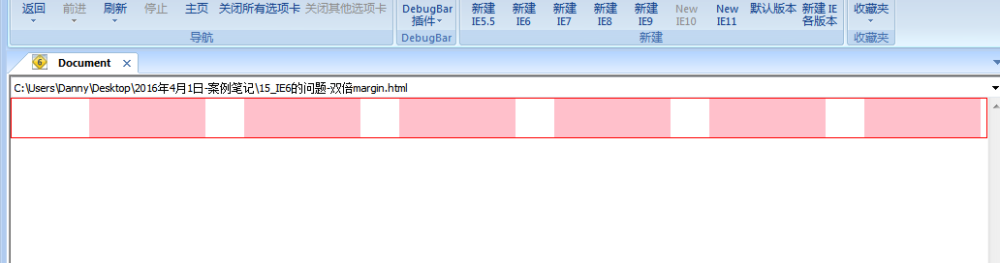 返回 前进 刷新 停止 主页 关闭所有选项卡 关闭其他选项卡
导航
DebugBar
插件
DebugBar
新建 新建 新建 新建 新建 New New 默认版本 新建 IE
IE5.5 IE6 IE7 IE8 IE9 IE10 IE11 各版本
新建
收藏夹
收藏夹
6 Document
C:\Users\Danny\Desktop\2016年4月1日-案例笔记\15_IE6的问题-双倍margin.html